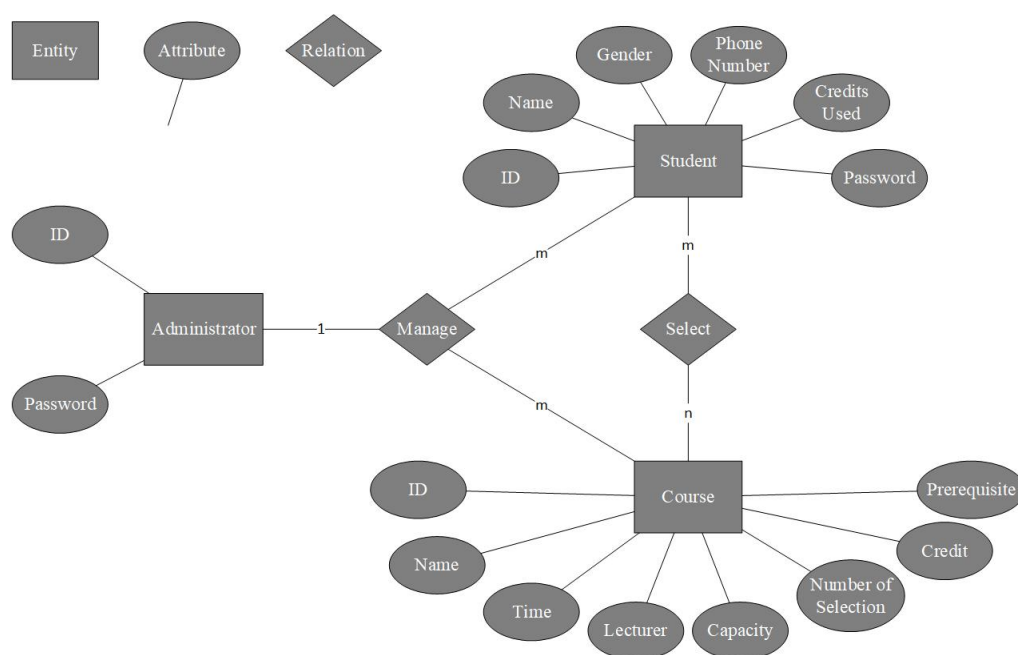 Entity
Attribute
Relation
Gender
Phone
Number
Name
Credits
Used
Student
ID
Password
ID
m
m
Administrator
1
Manage
Select
Password
m
n
ID
Course
Prerequisite
Name
Credit
Time
Number of
Selection
Lecturer
Capacity